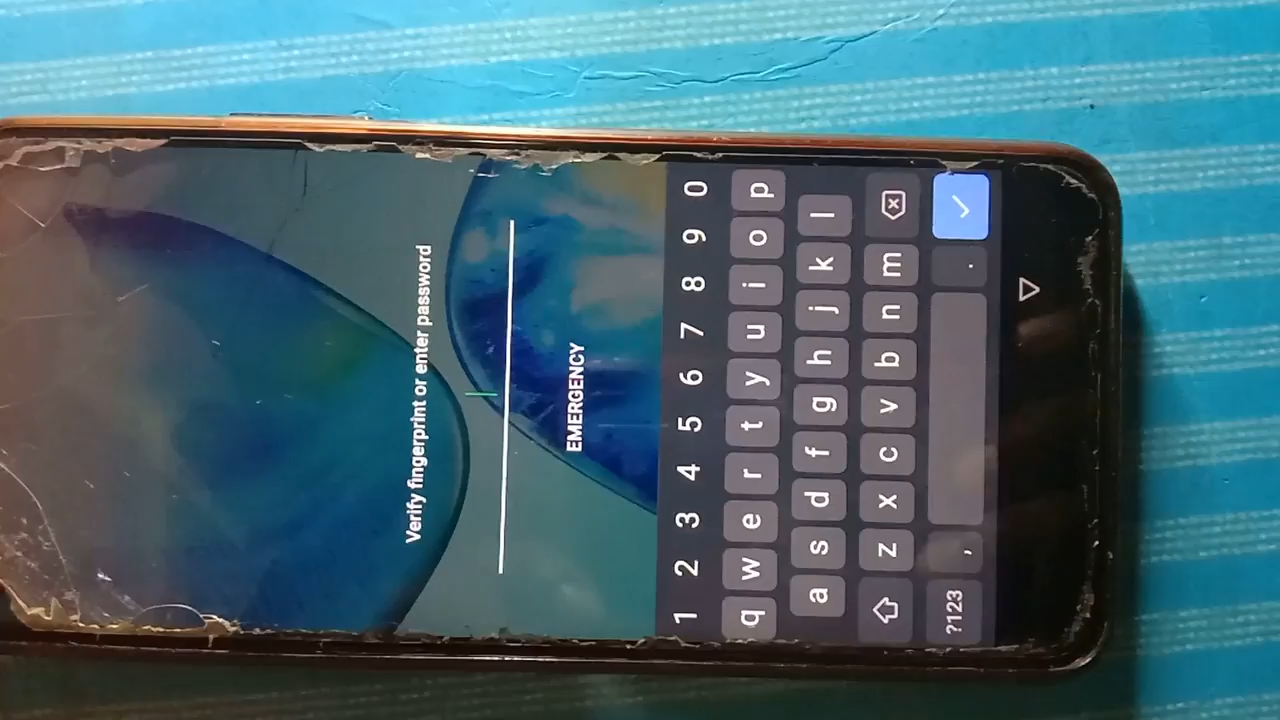 Verify fingerprint or enter password
EMERGENCY
1 2 3 4 5 6 7 8 9 0
q w e r t y u i o p
a s d f g h j k l
z x c v b n m
?123 , .